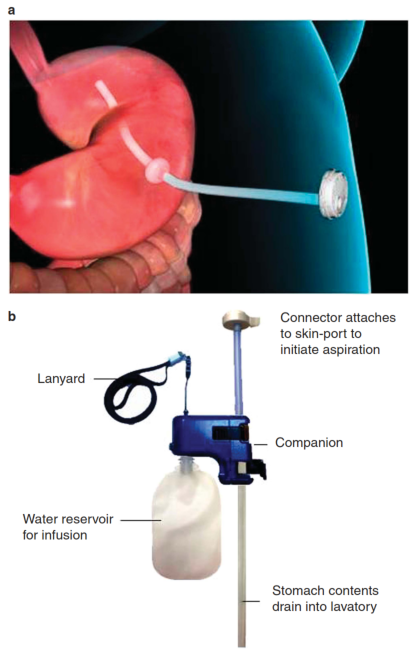 a
b
Connector attaches
to skin-port to
initiate aspiration
Lanyard
Companion
Water reservoir
for infusion
Stomach contents
drain into lavatory